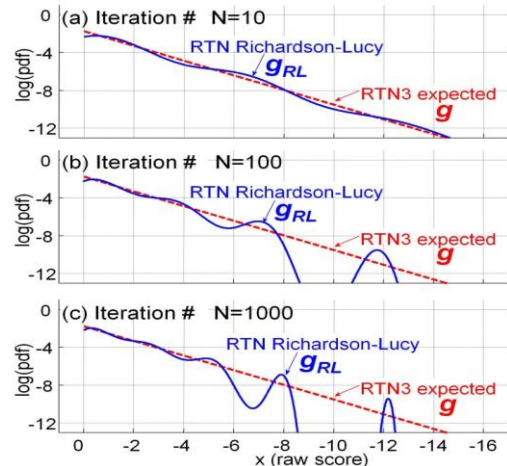 (a) Iteration # N=10
log(pdf)
0
-4
-8
-12
RTN Richardson-Lucy
gRL
RTN3 expected
g
(b) Iteration # N=100
log(pdf)
0
-4
-8
-12
RTN Richardson-Lucy
gRL
RTN3 expected
g
(c) Iteration # N=1000
log(pdf)
0
-4
-8
-12
RTN Richardson-Lucy
gRL
RTN3 expected
g
0 -2 -4 -6 -8 -10 -12 -14 -16
x (raw score)